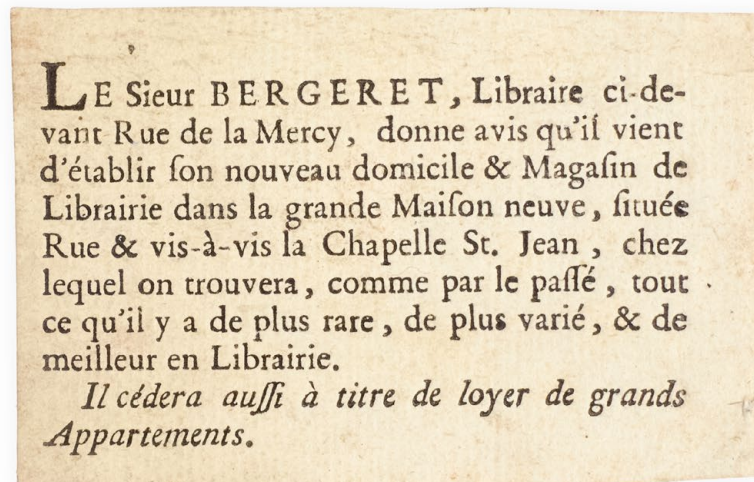 LE Sieur BERGERET, Libraire ci-de-
vant Rue de la Mercy, donne avis qu'il vient
d'établir ſon nouveau domicile & Magaſin de
Librairie dans la grande Maiſon neuve, ſituée
Rue & vis-à-vis la Chapelle St. Jean, chez
lequel on trouvera, comme par le paſſé, tout
ce qu'il y a de plus rare, de plus varié, & de
meilleur en Librairie.
Il cédera auſſi à titre de loyer de grands
Appartements.